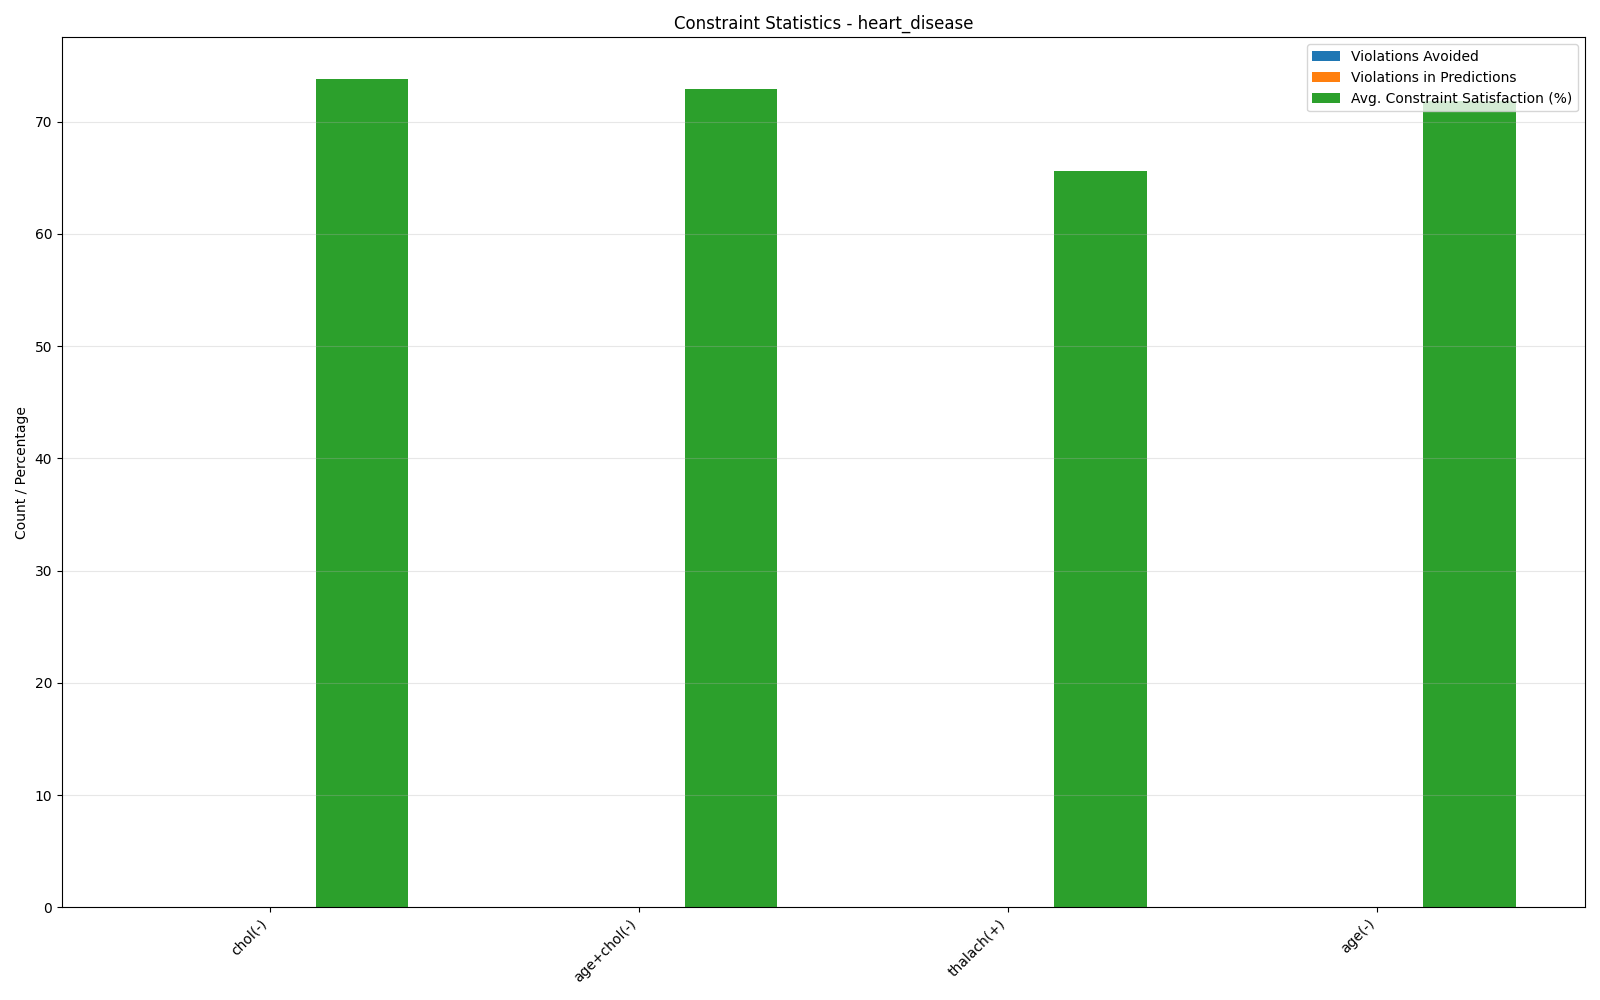 Constraint Statistics - heart_disease
Violations Avoided
Violations in Predictions
Avg. Constraint Satisfaction (%)
Count / Percentage
70
60
50
40
30
20
10
0
chol(-)
age+chol(-)
thalach(+)
age(-)